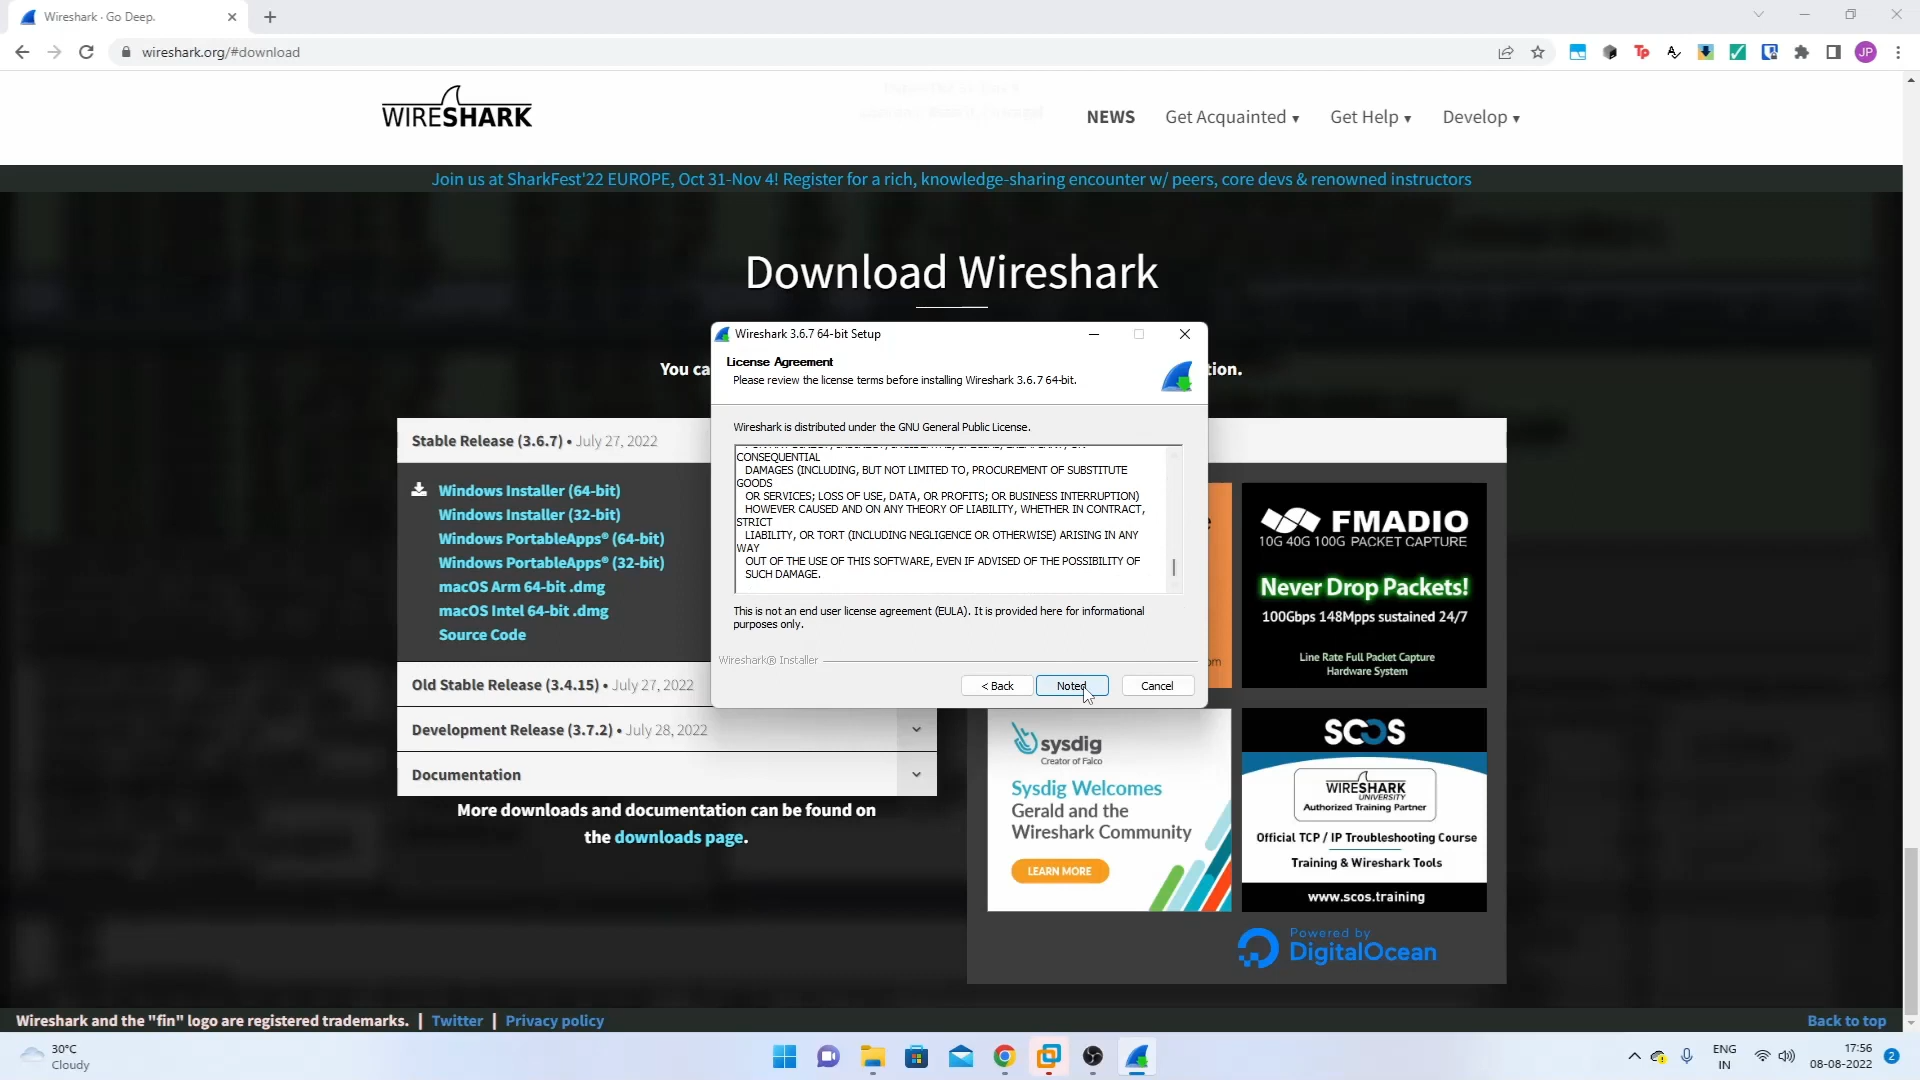 Wireshark · Go Deep.
wireshark.org/#download
Tp
JP
WIRESHARK
NEWS
Get Acquainted ▾
Get Help ▾
Develop ▾
Join us at SharkFest'22 EUROPE, Oct 31-Nov 4! Register for a rich, knowledge-sharing encounter w/ peers, core devs & renowned instructors
Download Wireshark
You ca
tion.
Wireshark 3.6.7 64-bit Setup
License Agreement
Please review the license terms before installing Wireshark 3.6.7 64-bit.
Wireshark is distributed under the GNU General Public License.
CONSEQUENTIAL
DAMAGES (INCLUDING, BUT NOT LIMITED TO, PROCUREMENT OF SUBSTITUTE
GOODS
OR SERVICES; LOSS OF USE, DATA, OR PROFITS; OR BUSINESS INTERRUPTION)
HOWEVER CAUSED AND ON ANY THEORY OF LIABILITY, WHETHER IN CONTRACT,
STRICT
LIABILITY, OR TORT (INCLUDING NEGLIGENCE OR OTHERWISE) ARISING IN ANY
WAY
OUT OF THE USE OF THIS SOFTWARE, EVEN IF ADVISED OF THE POSSIBILITY OF
SUCH DAMAGE.
This is not an end user license agreement (EULA). It is provided here for informational
purposes only.
Wireshark® Installer
< Back
Noted
Cancel
Stable Release (3.6.7) • July 27, 2022
Windows Installer (64-bit)
Windows Installer (32-bit)
Windows PortableApps® (64-bit)
Windows PortableApps® (32-bit)
macOS Arm 64-bit .dmg
macOS Intel 64-bit .dmg
Source Code
Old Stable Release (3.4.15) • July 27, 2022
Development Release (3.7.2) • July 28, 2022
Documentation
More downloads and documentation can be found on
the downloads page.
e
om
FMADIO
10G 40G 100G PACKET CAPTURE
Never Drop Packets!
100Gbps 148Mpps sustained 24/7
Line Rate Full Packet Capture
Hardware System
sysdig
Creator of Falco
Sysdig Welcomes
Gerald and the
Wireshark Community
LEARN MORE
SCOS
WIRESHARK
UNIVERSITY
Authorized Training Partner
Official TCP / IP Troubleshooting Course
Training & Wireshark Tools
www.scos.training
Powered by
DigitalOcean
Wireshark and the "fin" logo are registered trademarks. | Twitter | Privacy policy
Back to top
30°C
Cloudy
ENG
IN
17:56
08-08-2022
2